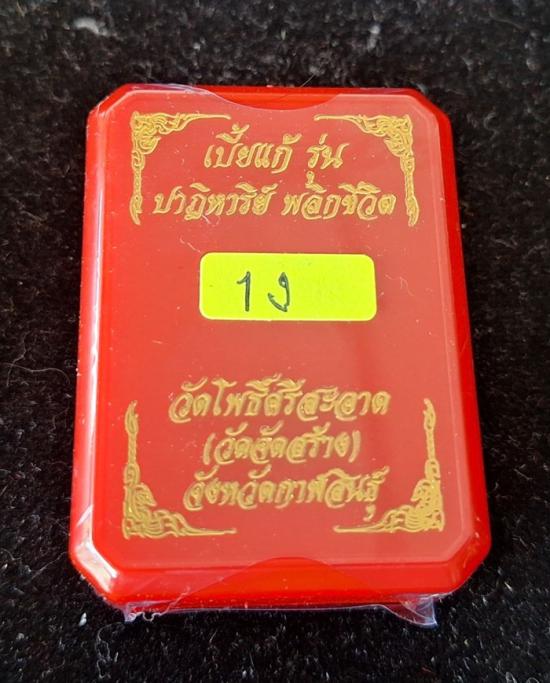 เบี้ยแก้ รุ่น
ปาฏิหาริย์ พลิกชีวิต
1ง
วัดโพธิ์ศรีสะอาด
(วัดจัดสร้าง)
จังหวัดกาฬสินธุ์